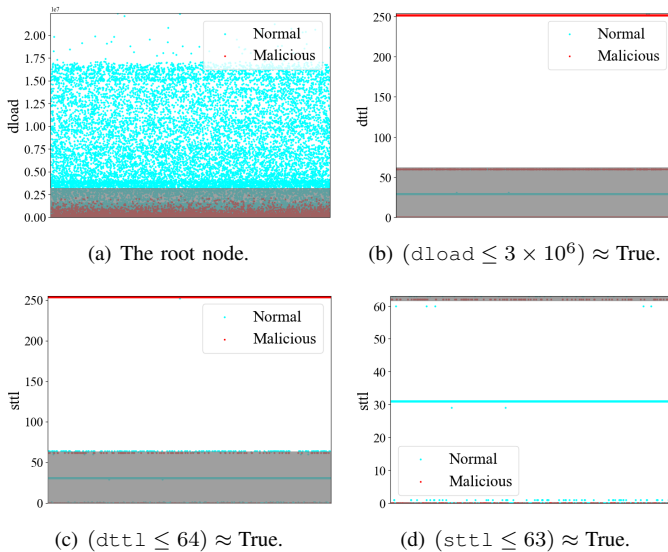 1e7
2.00
1.75
1.50
1.25
1.00
0.75
0.50
0.25
0.00
dload
Normal
Malicious
(a) The root node.
250
200
150
100
50
0
dttl
Normal
Malicious
(b) (dload ≤ 3 × 10⁶) ≈ True.
250
200
150
100
50
0
sttl
Normal
Malicious
(c) (dttl ≤ 64) ≈ True.
60
50
40
30
20
10
0
sttl
Normal
Malicious
(d) (sttl ≤ 63) ≈ True.